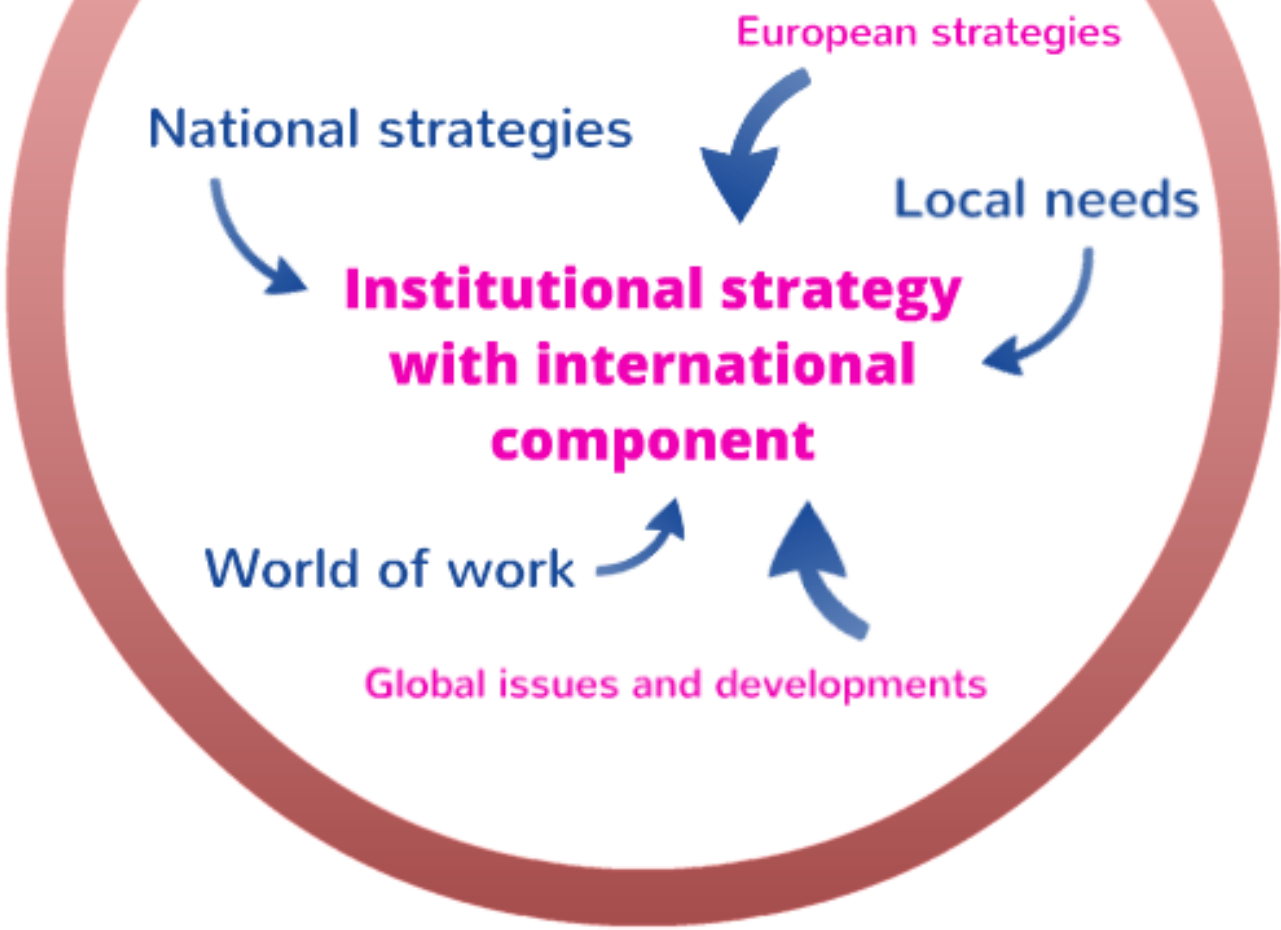 European strategies
National strategies
Local needs
Institutional strategy
with international
component
World of work
Global issues and developments